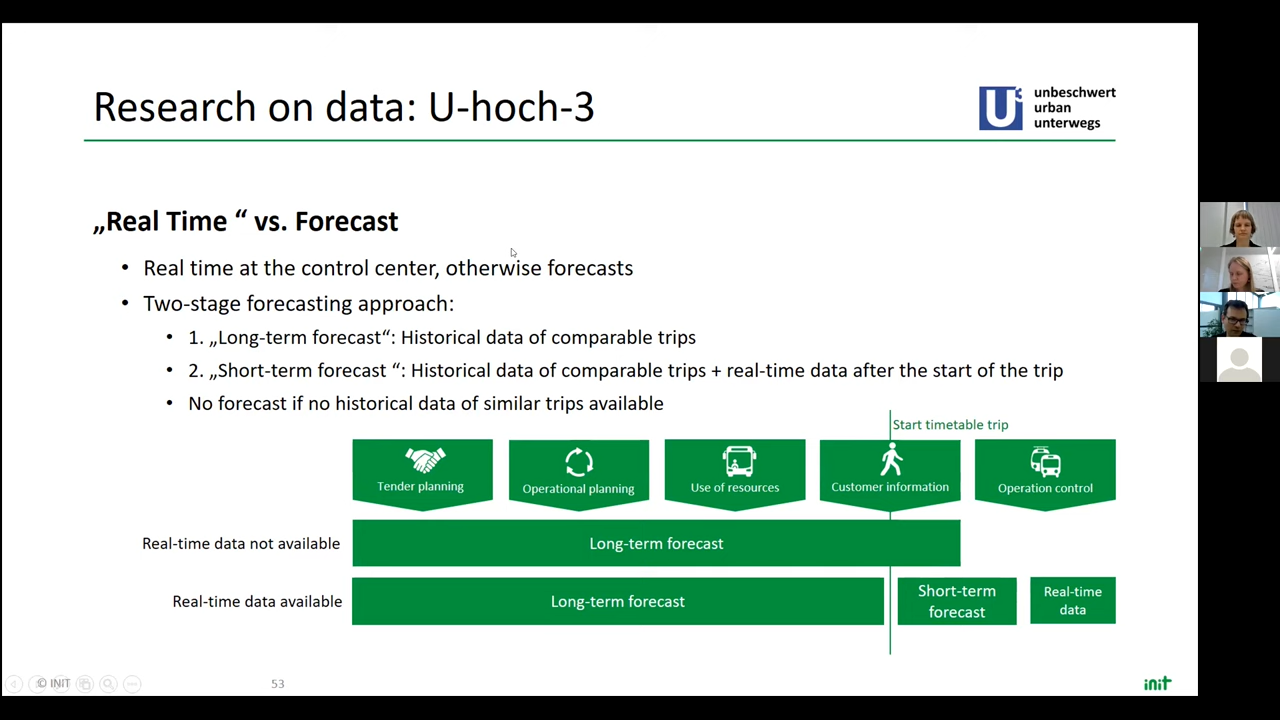 Research on data: U-hoch-3
U3
unbeschwert
urban
unterwegs
„Real Time “ vs. Forecast
• Real time at the control center, otherwise forecasts
• Two-stage forecasting approach:
• 1. „Long-term forecast“: Historical data of comparable trips
• 2. „Short-term forecast “: Historical data of comparable trips + real-time data after the start of the trip
• No forecast if no historical data of similar trips available
Start timetable trip
Tender planning
Operational planning
Use of resources
Customer information
Operation control
Real-time data not available
Long-term forecast
Real-time data available
Long-term forecast
Short-term
forecast
Real-time
data
© INIT
53
init